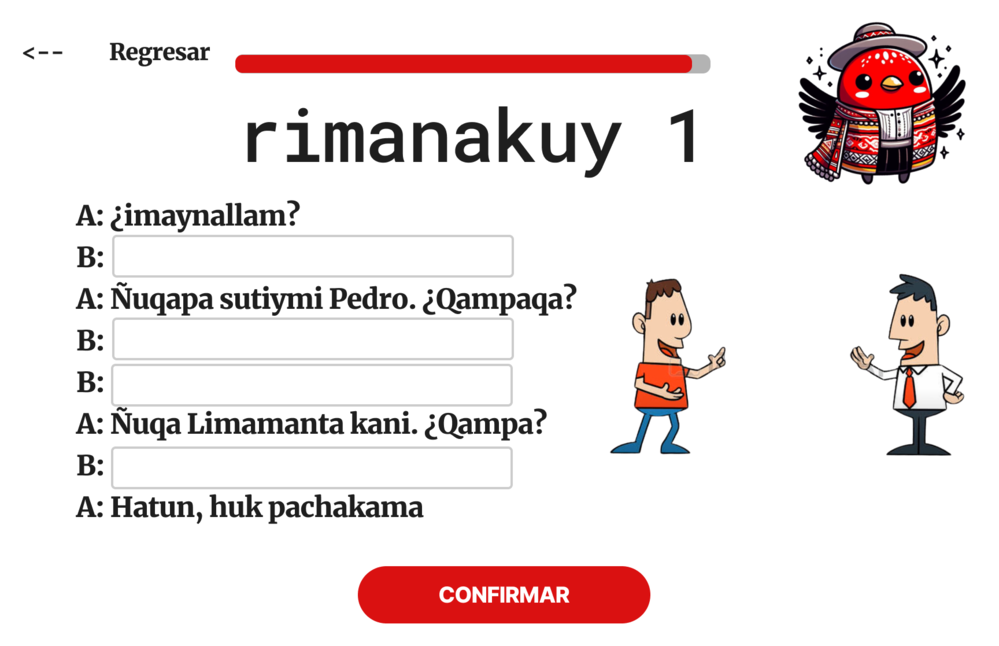 <-- Regresar
rimanakuy 1
A: ¿imaynallam?
B:
A: Ñuqapa sutiymi Pedro. ¿Qampaqa?
B:
B:
A: Ñuqa Limamanta kani. ¿Qampa?
B:
A: Hatun, huk pachakama
CONFIRMAR